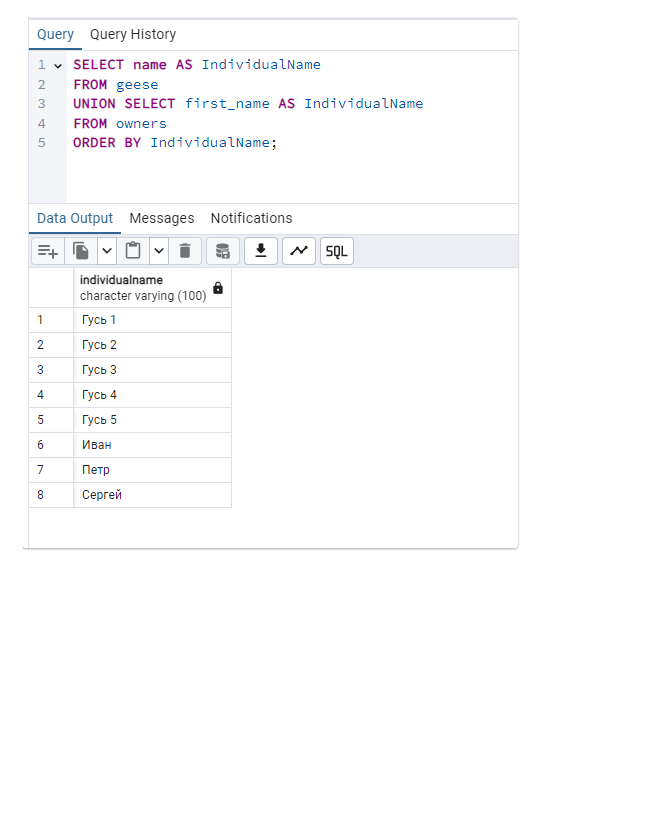 Query Query History
1 SELECT name AS IndividualName
2 FROM geese
3 UNION SELECT first_name AS IndividualName
4 FROM owners
5 ORDER BY IndividualName;
Data Output Messages Notifications
SQL
individualname
character varying (100)
1 Гусь 1
2 Гусь 2
3 Гусь 3
4 Гусь 4
5 Гусь 5
6 Иван
7 Петр
8 Сергей